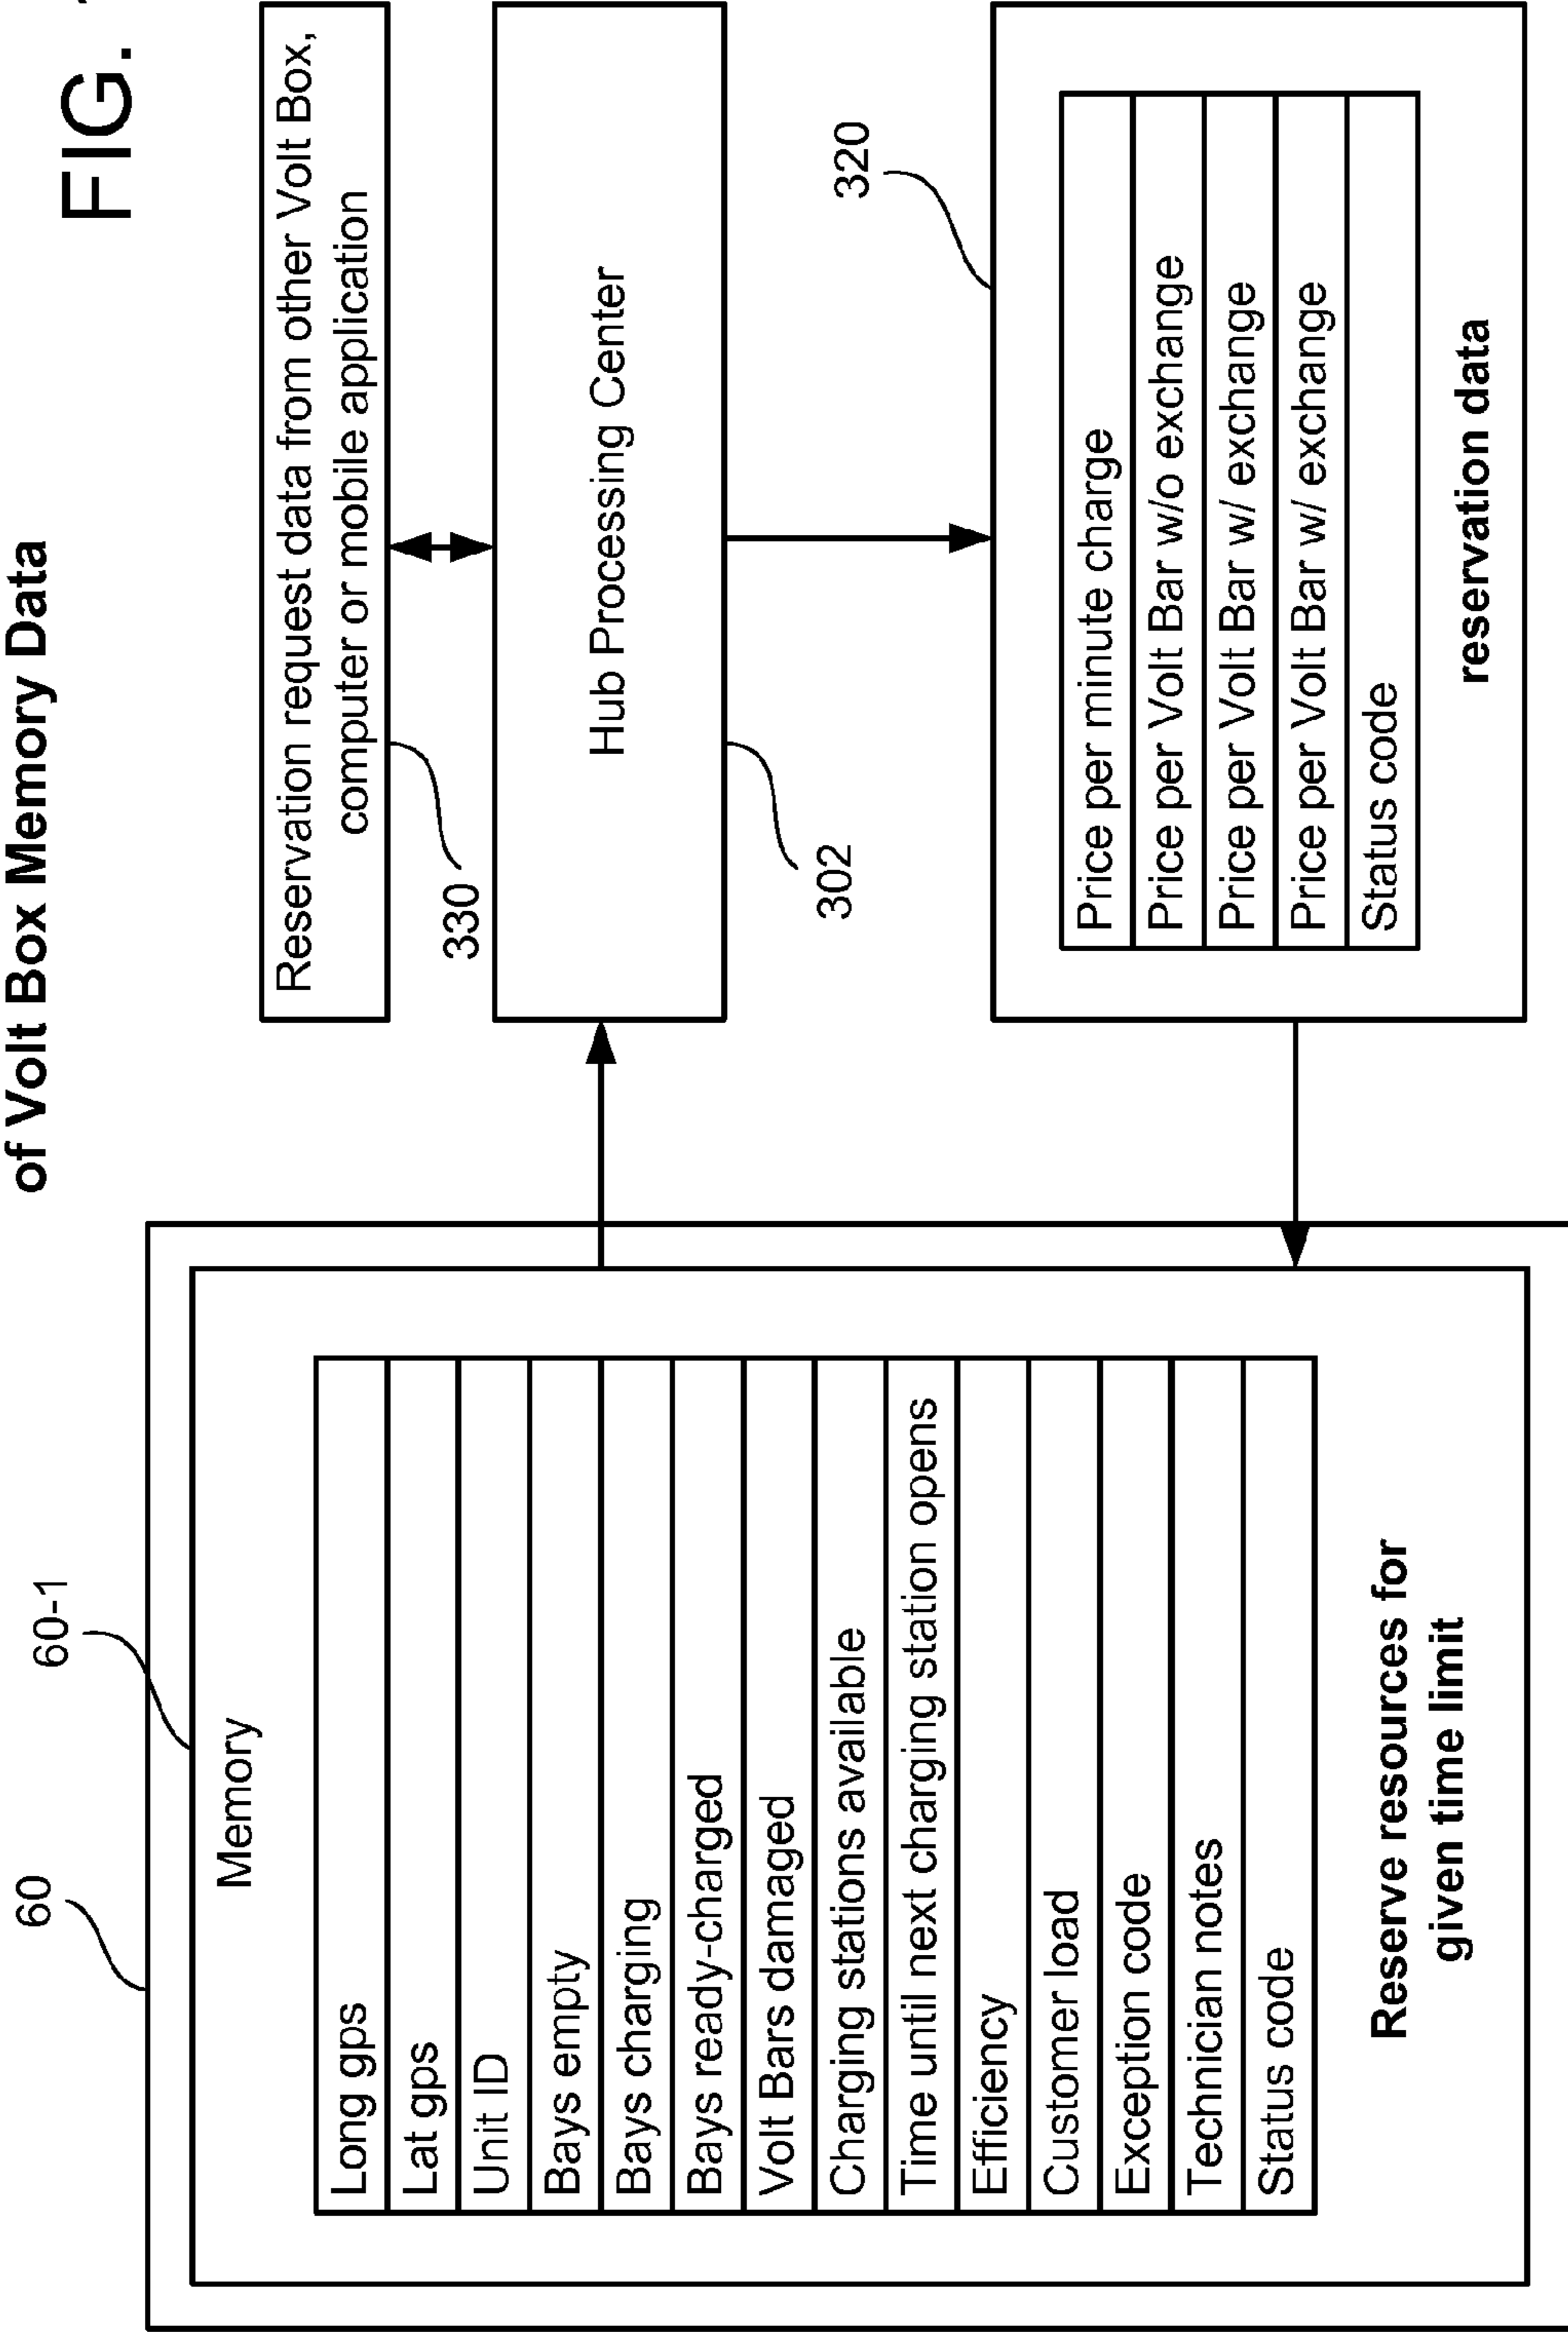 of Volt Box Memory Data
FIG.
60
60-1
Memory
Long gps
Lat gps
Unit ID
Bays empty
Bays charging
Bays ready-charged
Volt Bars damaged
Charging stations available
Time until next charging station opens
Efficiency
Customer load
Exception code
Technician notes
Status code
Reserve resources for
given time limit
Reservation request data from other Volt Box,
computer or mobile application
330
Hub Processing Center
302
320
Price per minute charge
Price per Volt Bar w/o exchange
Price per Volt Bar w/ exchange
Price per Volt Bar w/ exchange
Status code
reservation data